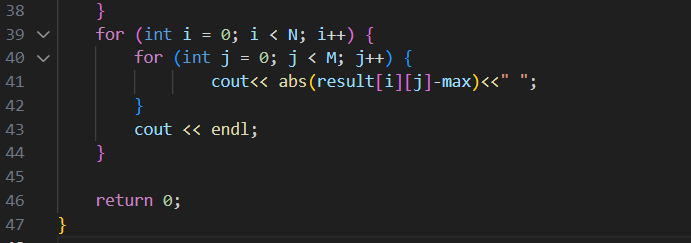 38 }
39 for (int i = 0; i < N; i++) {
40 for (int j = 0; j < M; j++) {
41 cout<< abs(result[i][j]-max)<<" ";
42 }
43 cout << endl;
44 }
45
46 return 0;
47 }